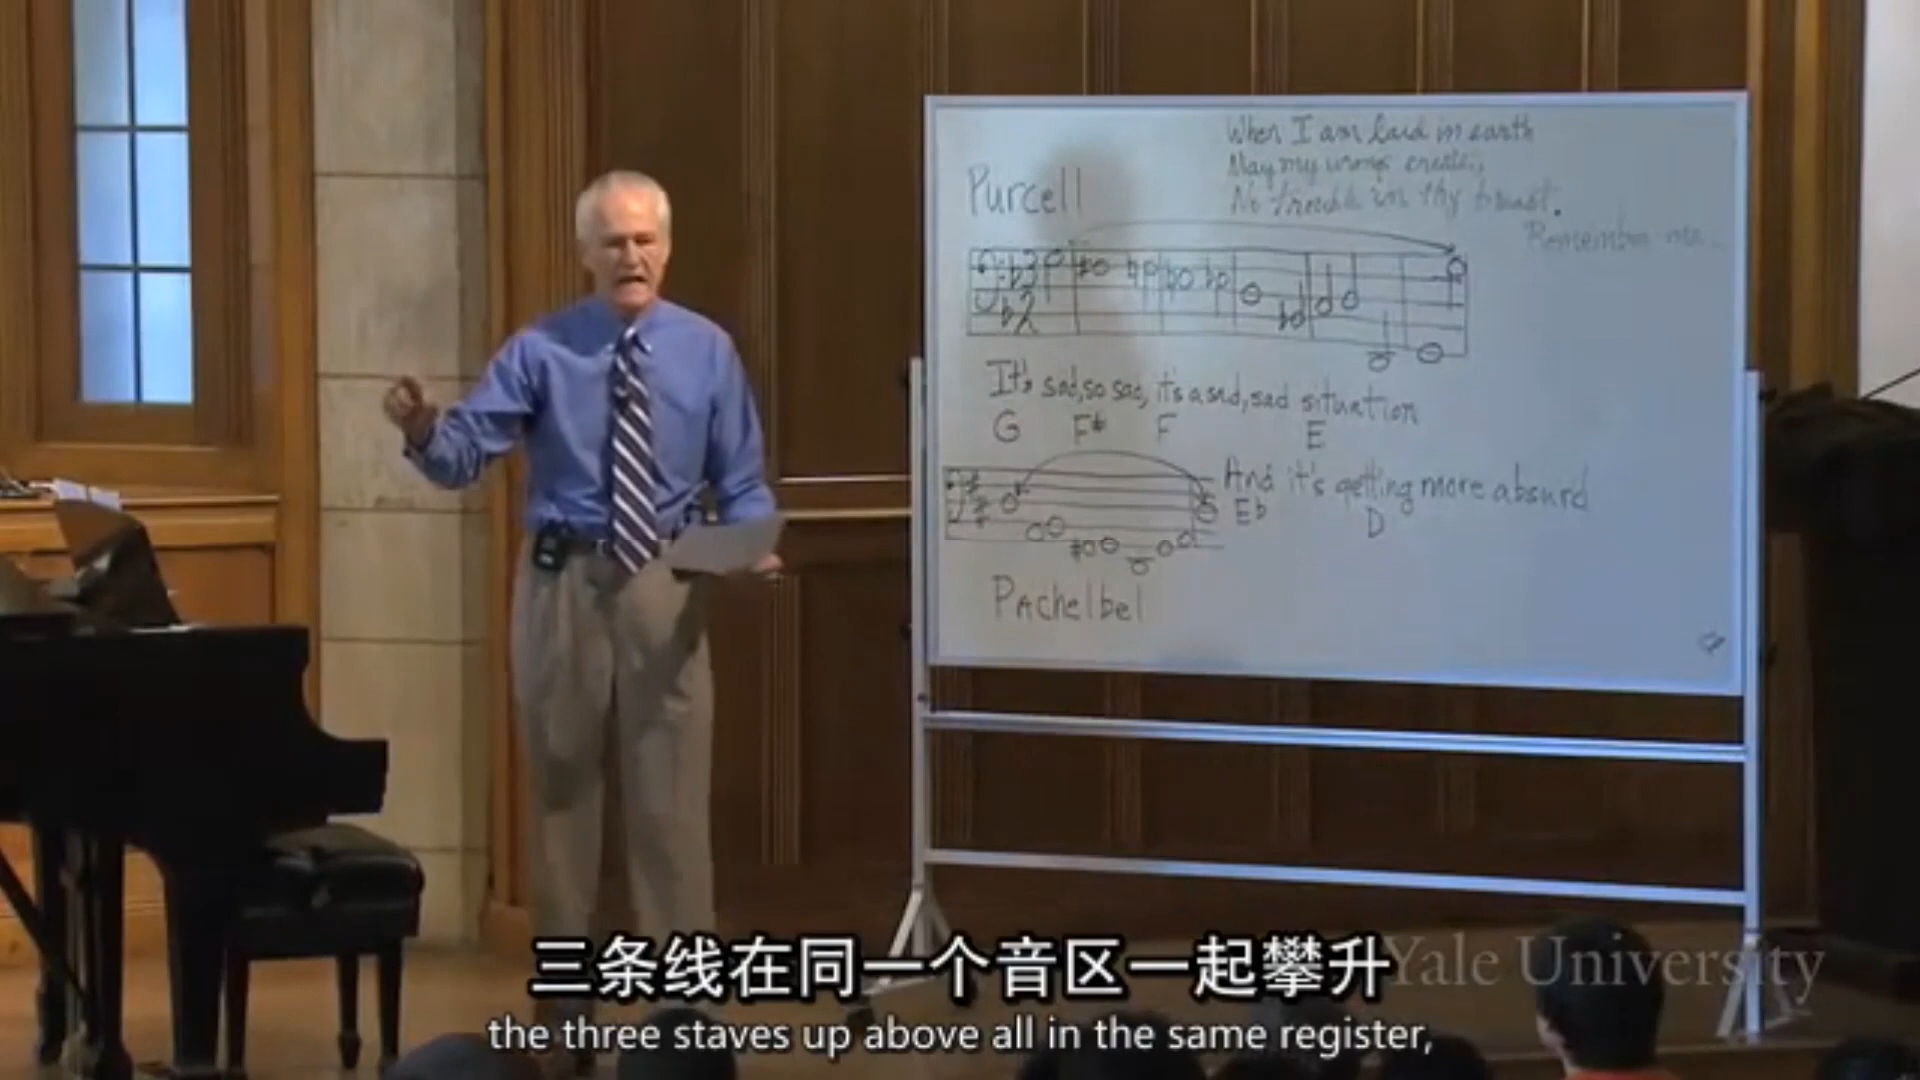 When I am laid in earth
May my wrongs create,
No trouble in thy breast.
Remember me
Purcell
It's sad, so sad, it's a sad, sad situation
G F# F E
And it's getting more absurd
Eb D
Pachelbel
三条线在同一个音区一起攀升
Yale University
the three staves up above all in the same register,